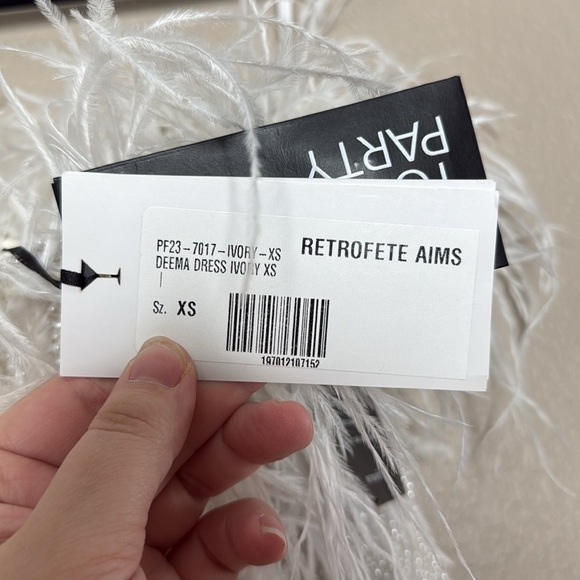 PARTY
PF23-7017-IVORY-XS
DEEMA DRESS IVORY XS
RETROFETE AIMS
Sz. XS
197012107152